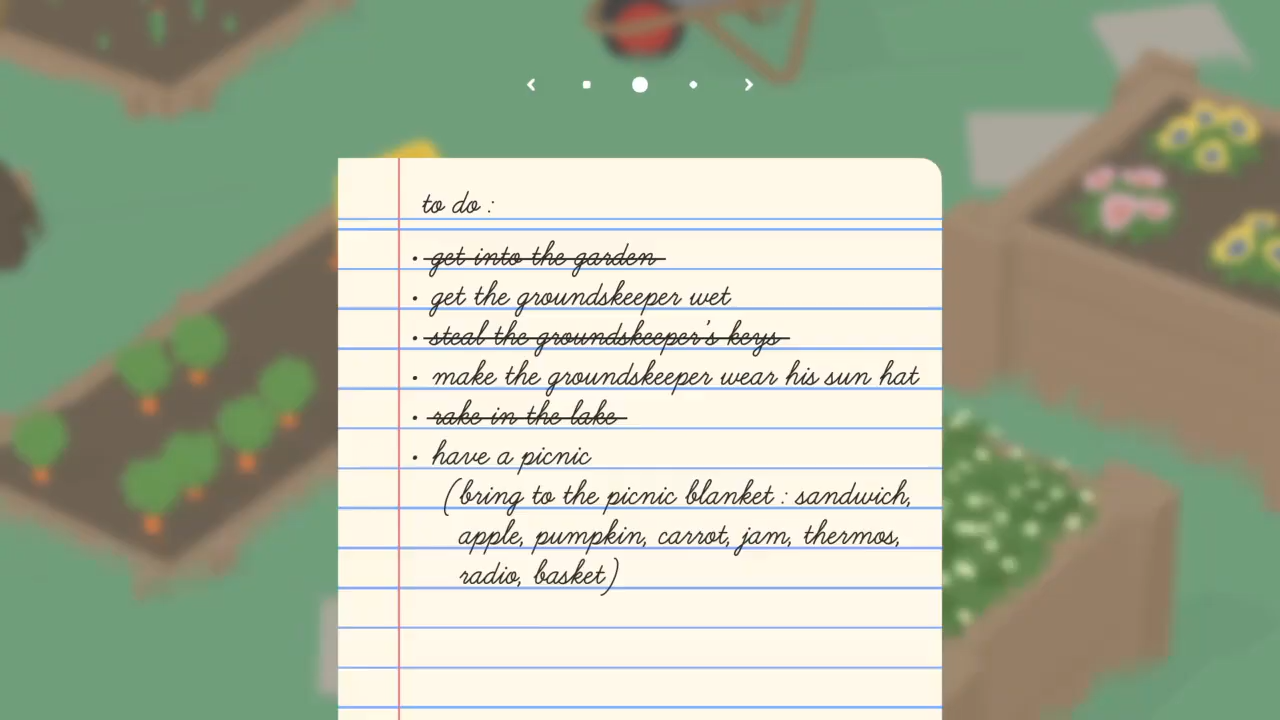 to do :
• get into the garden
• get the groundskeeper wet
• steal the groundskeeper's keys
• make the groundskeeper wear his sun hat
• rake in the lake
• have a picnic
(bring to the picnic blanket : sandwich,
apple, pumpkin, carrot, jam, thermos,
radio, basket)